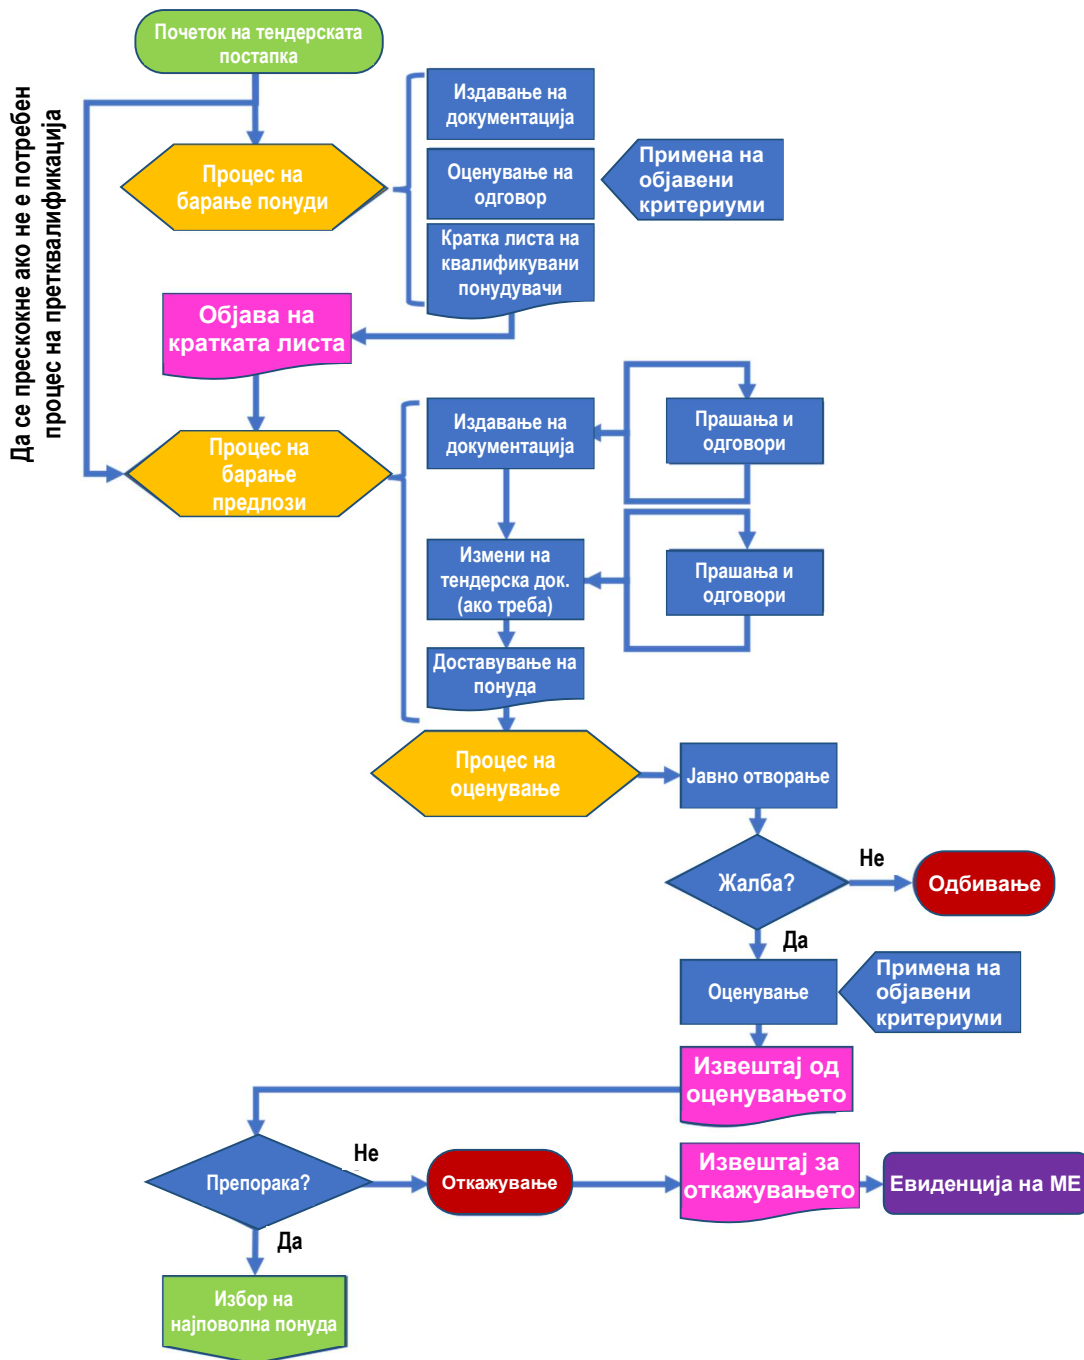 Почеток на тендерската
постапка
Да се прескокне ако не е потребен
процес на претквалификација
Издавање на
документација
Процес на
барање понуди
Оценување на
одговор
Примена на
објавени
критериуми
Кратка листа на
квалификувани
понудувачи
Објава на
кратката листа
Издавање на
документација
Прашања и
одговори
Процес на
барање
предлози
Измени на
тендерска док.
(ако треба)
Прашања и
одговори
Доставување на
понуда
Процес на
оценување
Јавно отворање
Жалба?
Не
Одбивање
Да
Оценување
Примена на
објавени
критериуми
Извештај од
оценувањето
Препорака?
Не
Откажување
Извештај за
откажувањето
Евиденција на МЕ
Да
Избор на
најповолна понуда